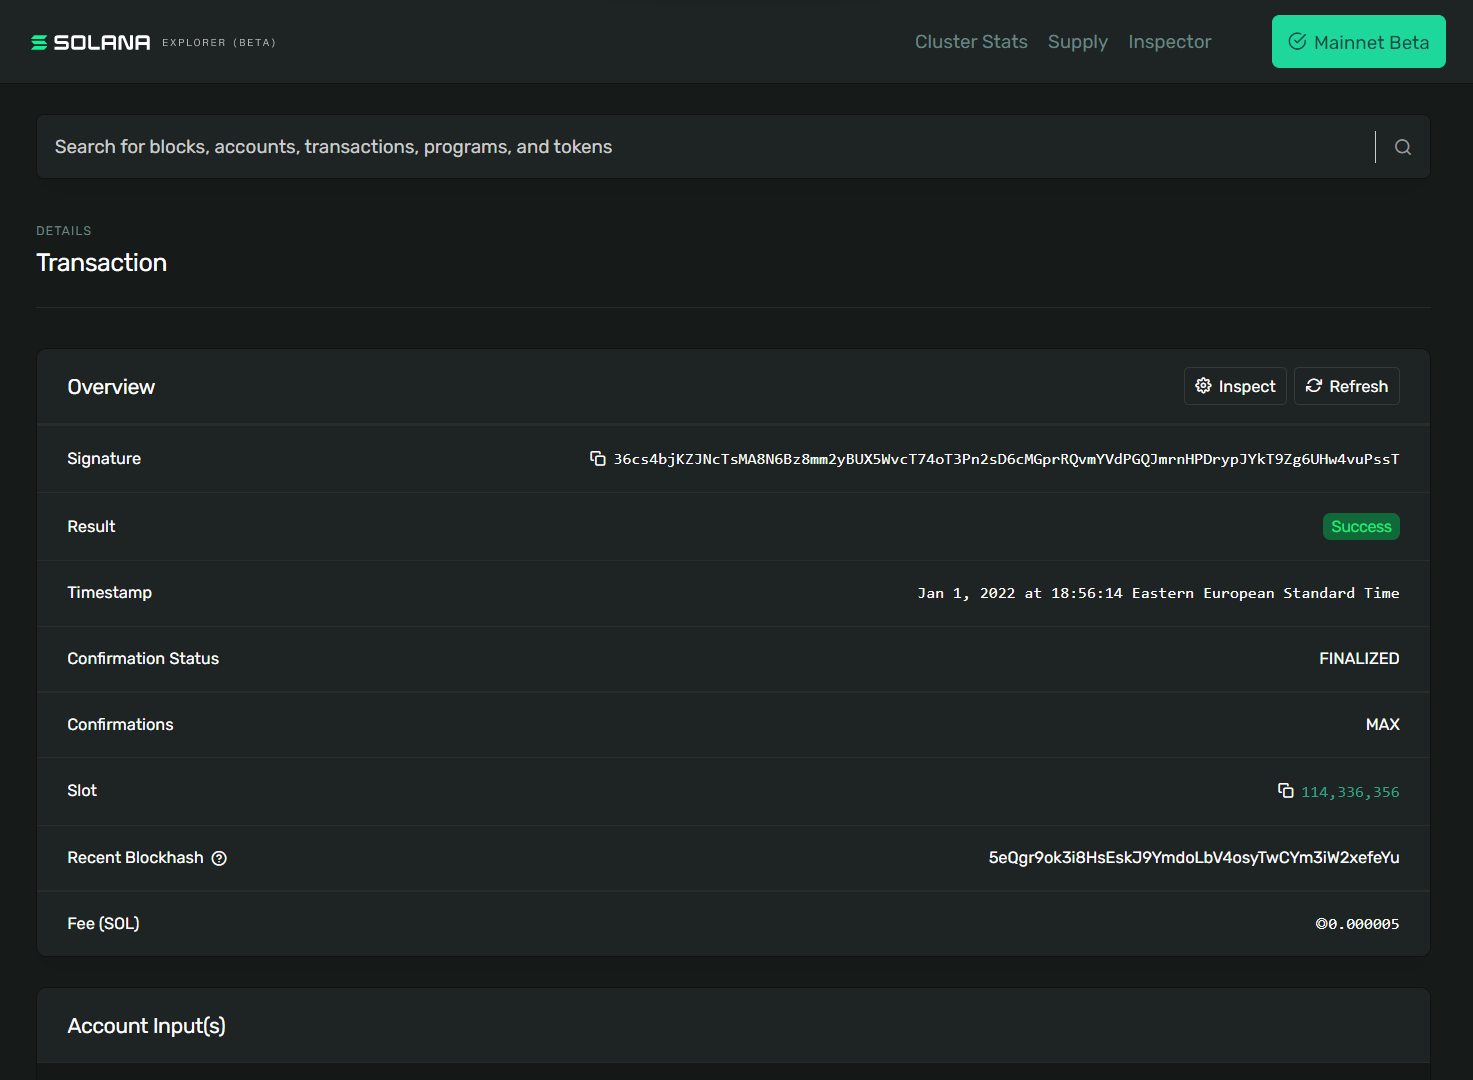 SOLANA EXPLORER (BETA)
Cluster Stats Supply Inspector Mainnet Beta
Search for blocks, accounts, transactions, programs, and tokens
DETAILS
Transaction
Overview Inspect Refresh
Signature 36cs4bjKZJNcTsMA8N6Bz8mm2yBUX5WvcT74oT3Pn2sD6cMGprRQvmYVdPGQJmrnHPDrypJYkT9Zg6UHw4vuPssT
Result Success
Timestamp Jan 1, 2022 at 18:56:14 Eastern European Standard Time
Confirmation Status FINALIZED
Confirmations MAX
Slot 114,336,356
Recent Blockhash 5eQgr9ok3i8HsEskJ9YmdoLbV4osyTwCYm3iW2xefeYu
Fee (SOL) ◎0.000005
Account Input(s)